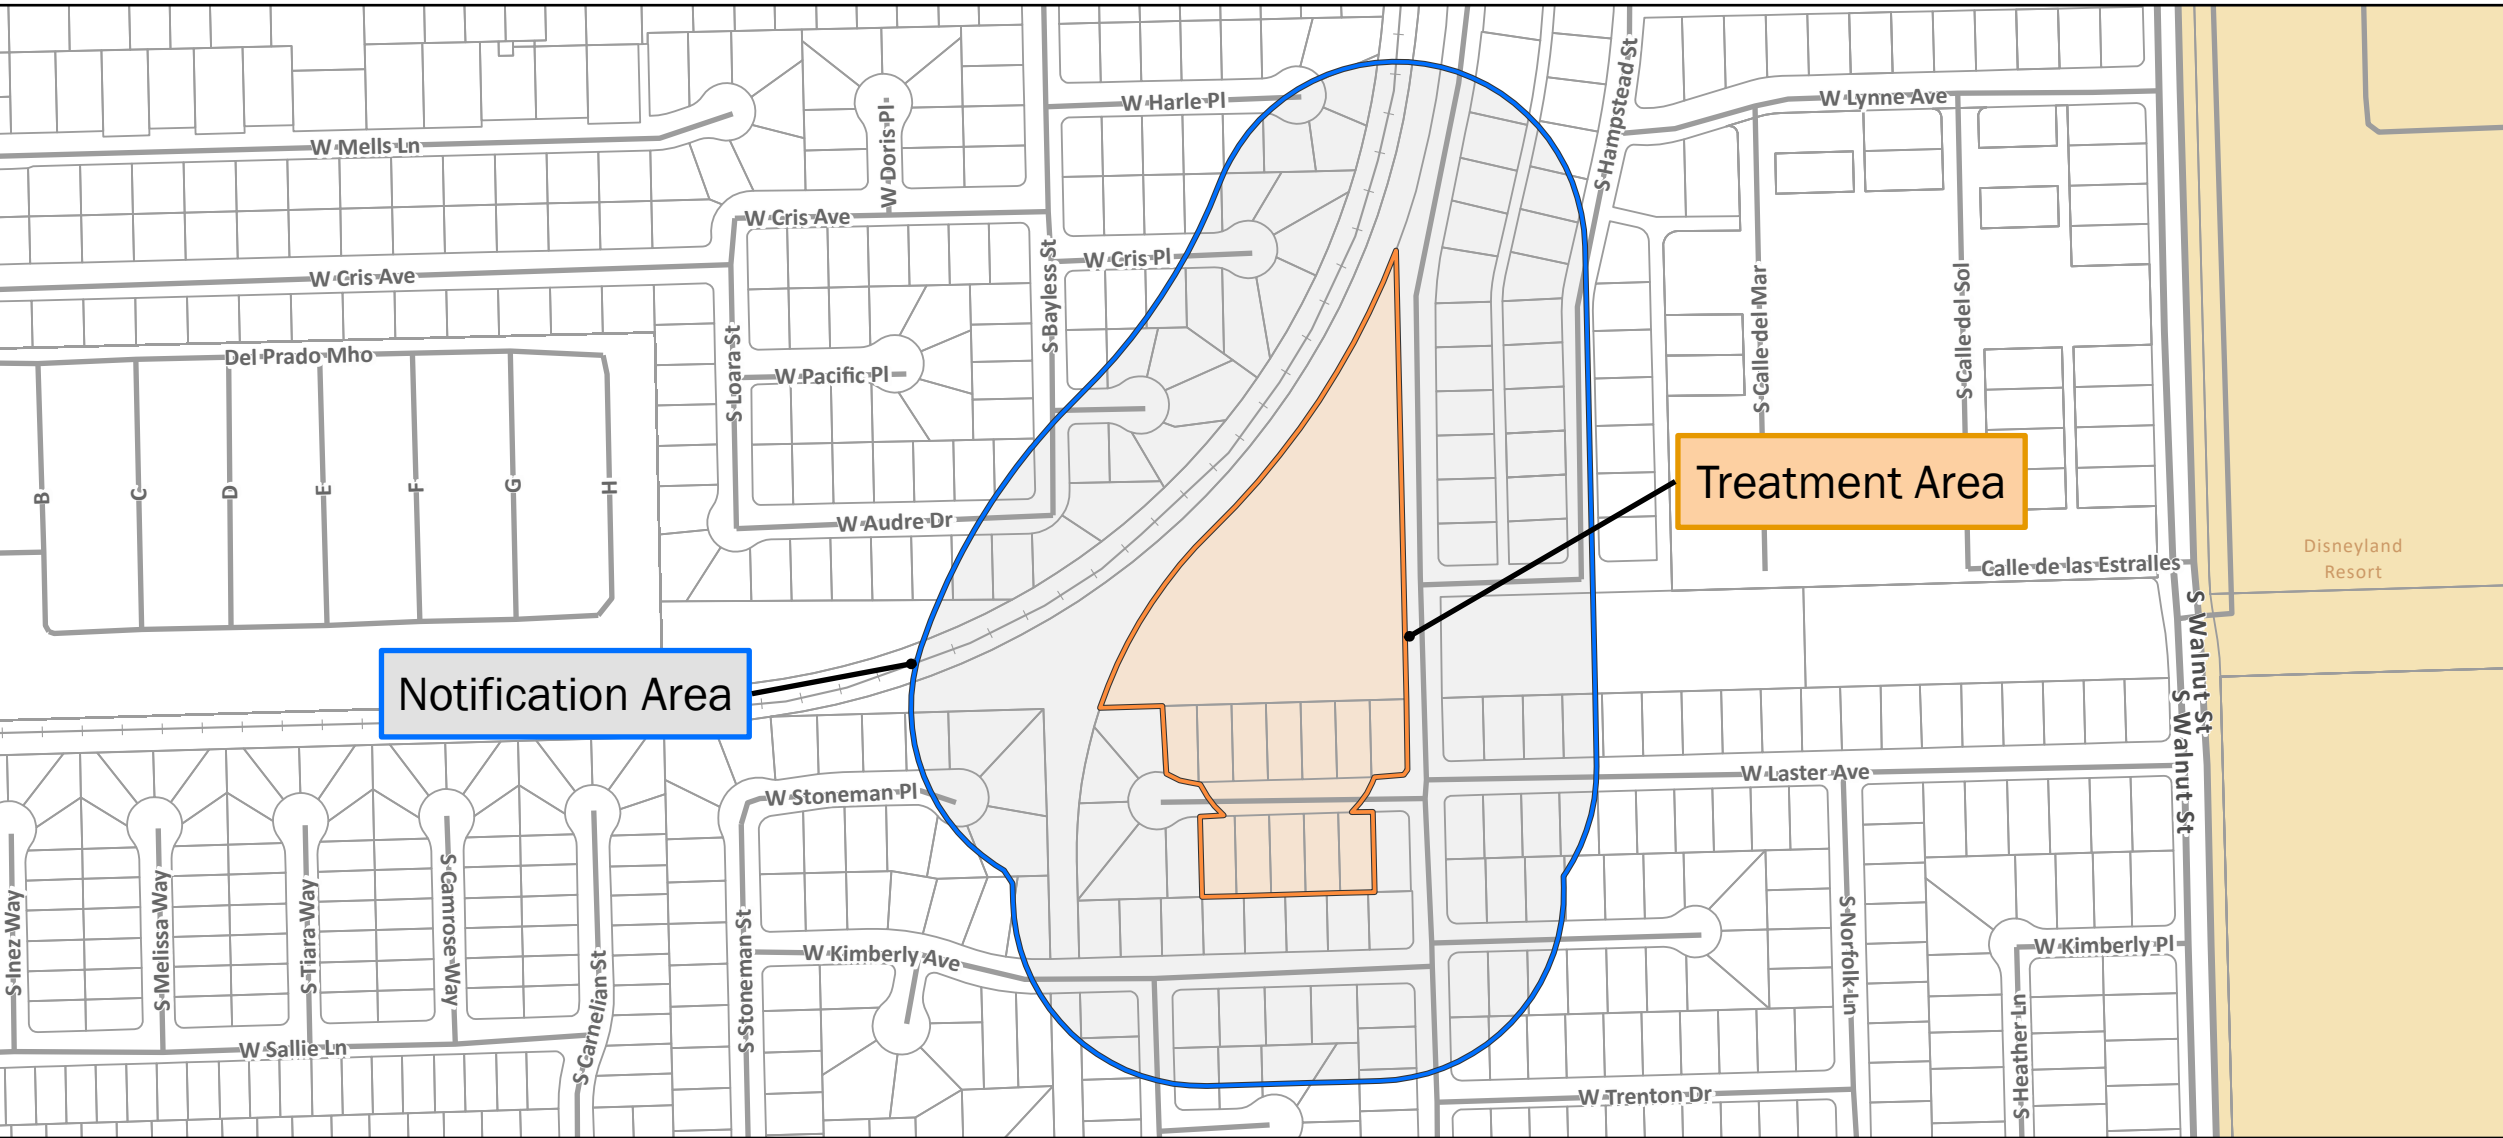 W Harle Pl
W Lynne Ave
S Hampstead St
W Mells Ln
W Doris Pl
W Cris Ave
W Cris Ave
W Cris Pl
S Bayless St
S Calle del Mar
S Calle del Sol
Del Prado Mho
S Loara St
W Pacific Pl
B
C
D
E
F
G
H
Treatment Area
W Audre Dr
Disneyland
Resort
Calle de las Estralles
S Walnut St
Notification Area
S Walnut St
W Laster Ave
W Stoneman Pl
S Inez Way
S Melissa Way
S Tiara Way
S Camrose Way
S Carnelian St
S Stoneman St
W Kimberly Ave
S Norfolk Ln
W Kimberly Pl
S Heather Ln
W Sallie Ln
W Trenton Dr